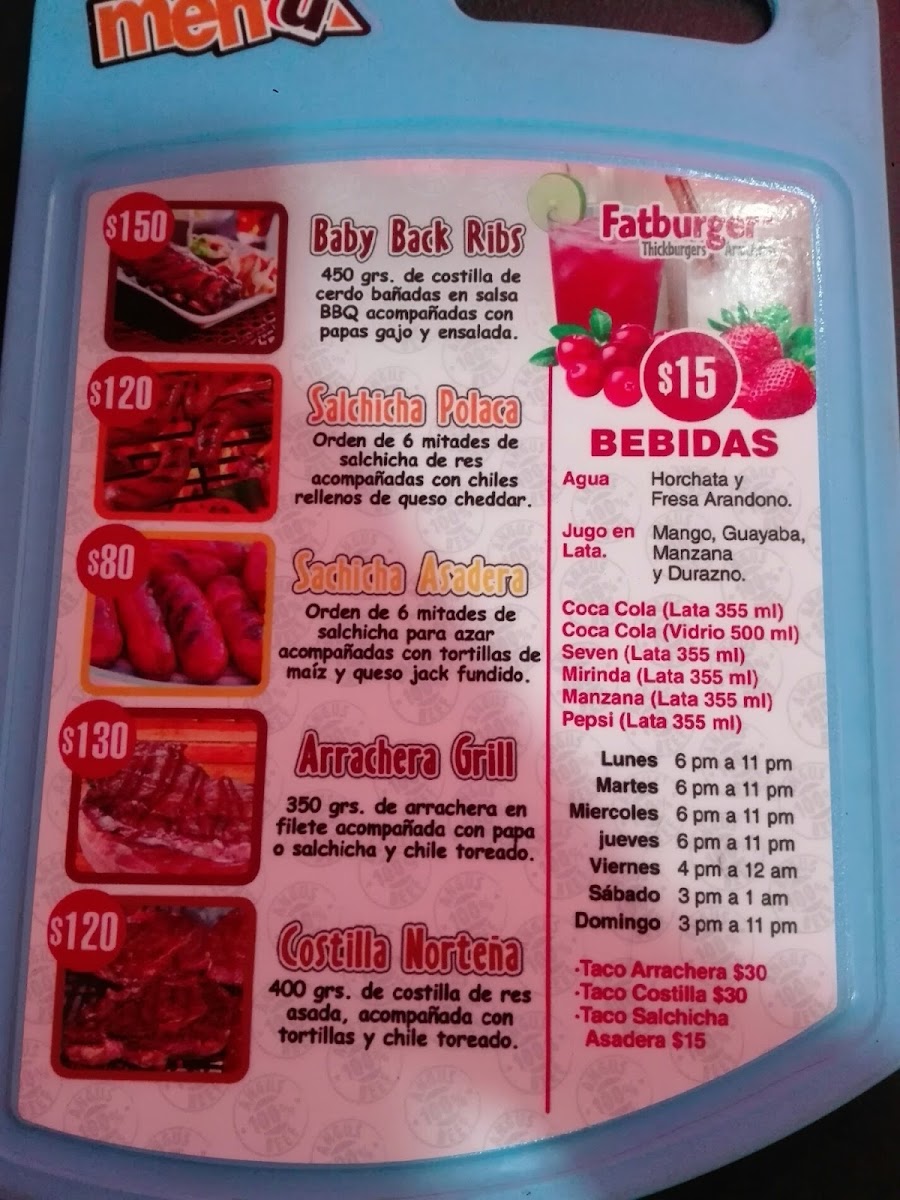 menú
$150
Baby Back Ribs
450 grs. de costilla de
cerdo bañadas en salsa
BBQ acompañadas con
papas gajo y ensalada.
$120
Salchicha Polaca
Orden de 6 mitades de
salchicha de res
acompañadas con chiles
rellenos de queso cheddar.
$80
Sachicha Asadera
Orden de 6 mitades de
salchicha para azar
acompañadas con tortillas de
maíz y queso jack fundido.
$130
Arrachera Grill
350 grs. de arrachera en
filete acompañada con papa
o salchicha y chile toreado.
$120
Costilla Norteña
400 grs. de costilla de res
asada, acompañada con
tortillas y chile toreado.
Fatburger
Thickburgers
$15
BEBIDAS
Agua Horchata y
Fresa Arandono.
Jugo en Mango, Guayaba,
Lata. Manzana
y Durazno.
Coca Cola (Lata 355 ml)
Coca Cola (Vidrio 500 ml)
Seven (Lata 355 ml)
Mirinda (Lata 355 ml)
Manzana (Lata 355 ml)
Pepsi (Lata 355 ml)
Lunes 6 pm a 11 pm
Martes 6 pm a 11 pm
Miercoles 6 pm a 11 pm
jueves 6 pm a 11 pm
Viernes 4 pm a 12 am
Sábado 3 pm a 1 am
Domingo 3 pm a 11 pm
·Taco Arrachera $30
·Taco Costilla $30
·Taco Salchicha
Asadera $15